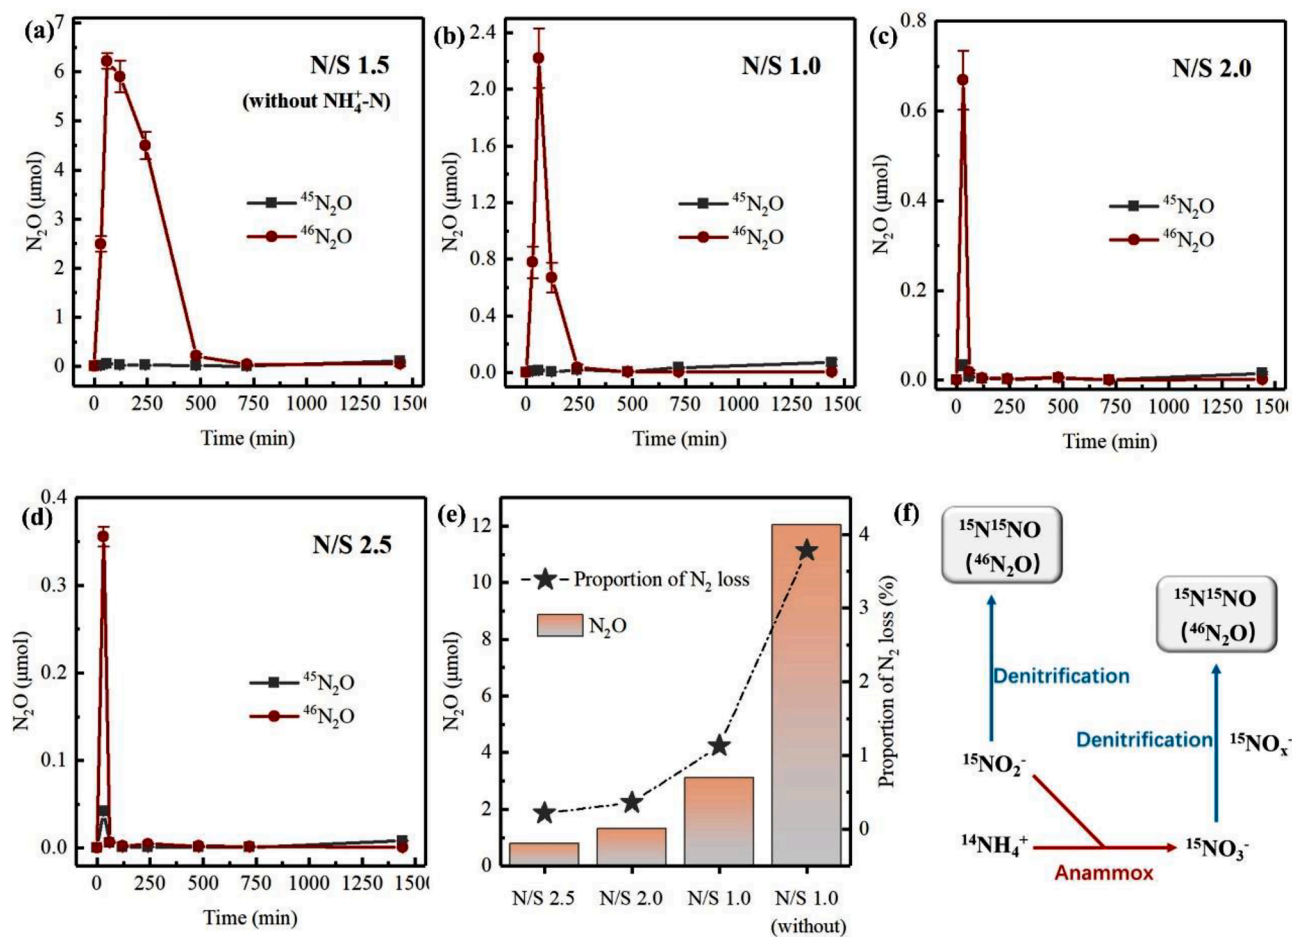 (a)
7
6
5
4
3
2
1
0
N₂O (μmol)
N/S 1.5
(without NH₄⁺-N)
⁴⁵N₂O
⁴⁶N₂O
0 250 500 750 1000 1250 1500
Time (min)
(b)
2.4
2.0
1.6
1.2
0.8
0.4
0.0
N₂O (μmol)
N/S 1.0
⁴⁵N₂O
⁴⁶N₂O
0 250 500 750 1000 1250 1500
Time (min)
(c)
0.8
0.6
0.4
0.2
0.0
N₂O (μmol)
N/S 2.0
⁴⁵N₂O
⁴⁶N₂O
0 250 500 750 1000 1250 1500
Time (min)
(d)
0.4
0.3
0.2
0.1
0.0
N₂O (μmol)
N/S 2.5
⁴⁵N₂O
⁴⁶N₂O
0 250 500 750 1000 1250 1500
Time (min)
(e)
12
10
8
6
4
2
0
N₂O (μmol)
Proportion of N₂ loss
N₂O
4
3
2
1
0
Proportion of N₂ loss (%)
N/S 2.5 N/S 2.0 N/S 1.0 N/S 1.0
(without)
(f)
¹⁵N¹⁵NO
(⁴⁶N₂O)
¹⁵N¹⁵NO
(⁴⁶N₂O)
Denitrification
Denitrification ¹⁵NOₓ⁻
¹⁵NO₂⁻
¹⁴NH₄⁺
¹⁵NO₃⁻
Anammox